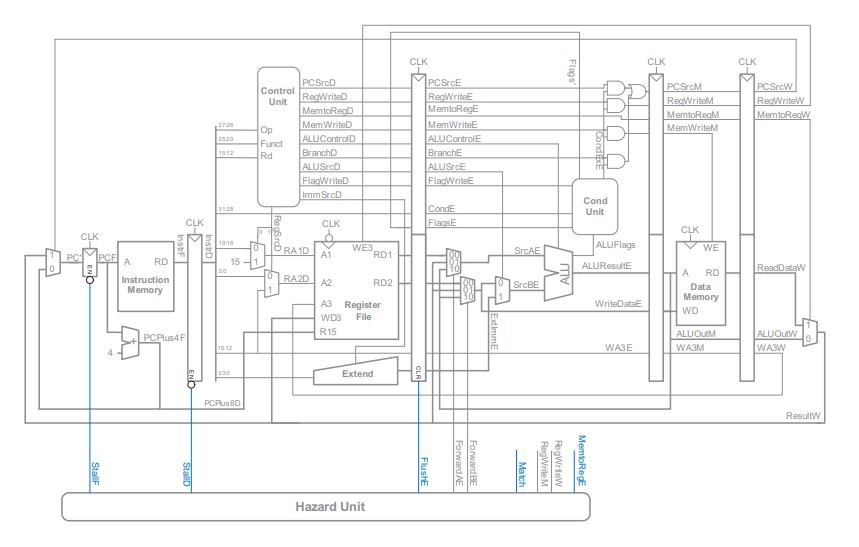 CLK CLK CLK
Flags'
Control Unit
PCSrcD PCSrcE PCSrcM PCSrcW
RegWriteD RegWriteE RegWriteM RegWriteW
MemtoRegD MemtoRegE MemtoRegM MemtoRegW
27:26 Op MemWriteD MemWriteE MemWriteM
25:20 Funct ALUControlD ALUControlE
15:12 Rd BranchD BranchE
CondExE
ALUSrcD ALUSrcE
FlagWriteD FlagWriteE
ImmSrcD
Cond Unit
31:28 CondE
FlagsE
RegSrcD
CLK CLK CLK CLK
0 1
ALUFlags
19:16 0 1 RA1D A1 WE3 RD1 00 01 10 SrcAE
15
1 0 PC' EN PCF A RD InstrF InstrD
Instruction Memory
3:0 0 1 RA2D A2 RD2 00 01 10 0 1 SrcBE
ALU ALUResultE
A RD WE ReadDataW
Data Memory
WD
A3
WD3
Register File
R15
WriteDataE
ExtImmE
4 + PCPlus4F
ALUOutM ALUOutW 1 0
15:12 WA3E WA3M WA3W
EN 23:0 Extend CLR
PCPlus8D
ResultW
StallF StallD FlushE ForwardAE ForwardBE Match RegWriteM RegWriteW MemtoRegE
Hazard Unit